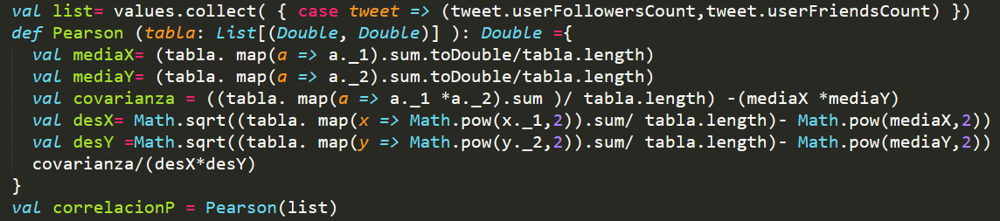 val list= values.collect( { case tweet => (tweet.userFollowersCount,tweet.userFriendsCount) })
def Pearson (tabla: List[(Double, Double)] ): Double ={
  val mediaX= (tabla. map(a => a._1).sum.toDouble/tabla.length)
  val mediaY= (tabla. map(a => a._2).sum.toDouble/tabla.length)
  val covarianza = ((tabla. map(a => a._1 *a._2).sum )/ tabla.length) -(mediaX *mediaY)
  val desX= Math.sqrt((tabla. map(x => Math.pow(x._1,2)).sum/ tabla.length)- Math.pow(mediaX,2))
  val desY =Math.sqrt((tabla. map(y => Math.pow(y._2,2)).sum/ tabla.length)- Math.pow(mediaY,2))
  covarianza/(desX*desY)
}
val correlacionP = Pearson(list)